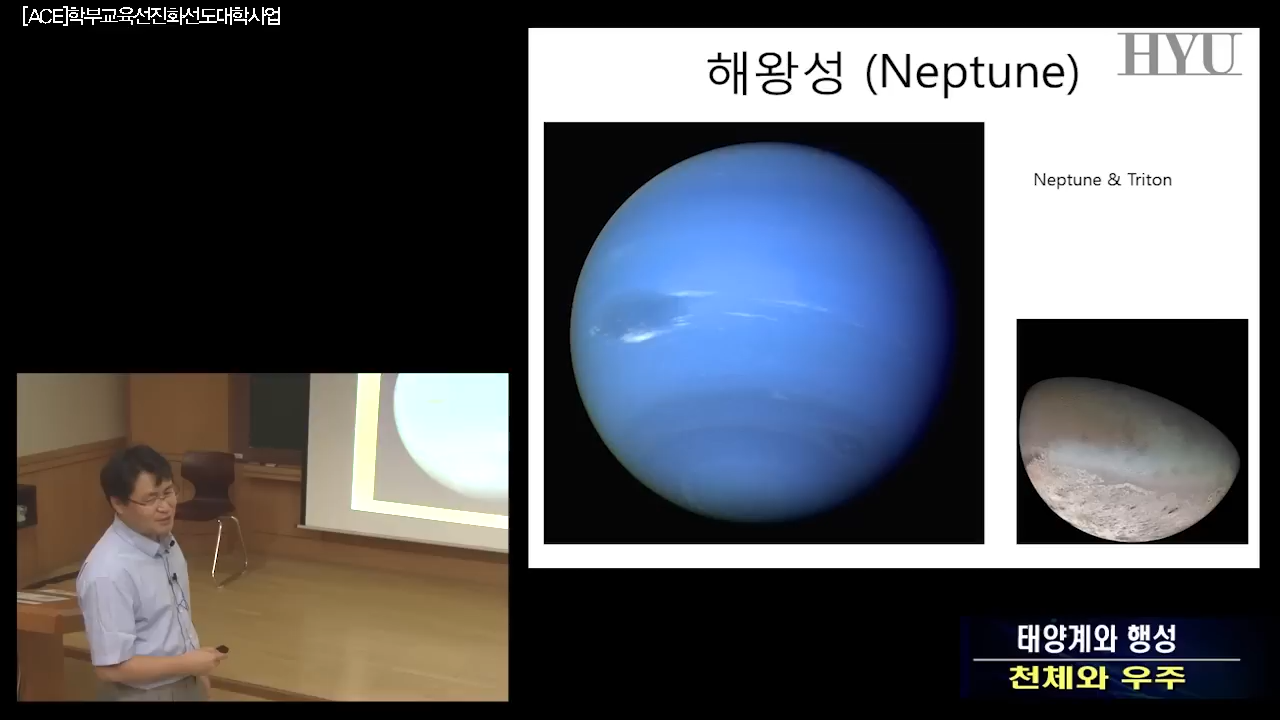 [ACE]학부교육선진화선도대학사업
해왕성 (Neptune)
HYU
Neptune & Triton
태양계와 행성
천체와 우주